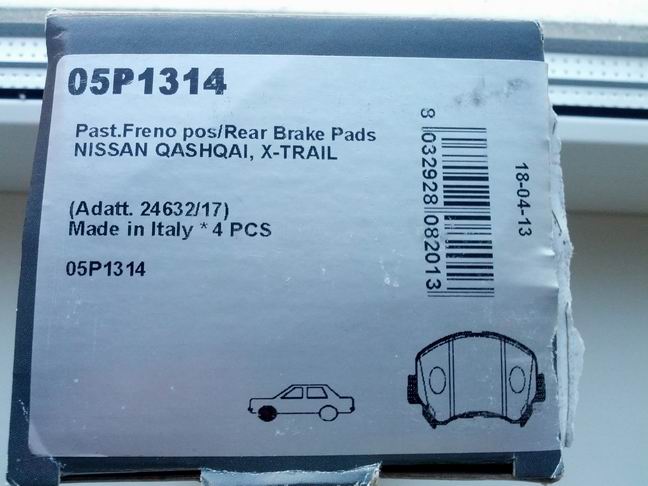 05P1314
Past.Freno pos/Rear Brake Pads
NISSAN QASHQAI, X-TRAIL
(Adatt. 24632/17)
Made in Italy * 4 PCS
05P1314
8 032928 082013
18-04-13